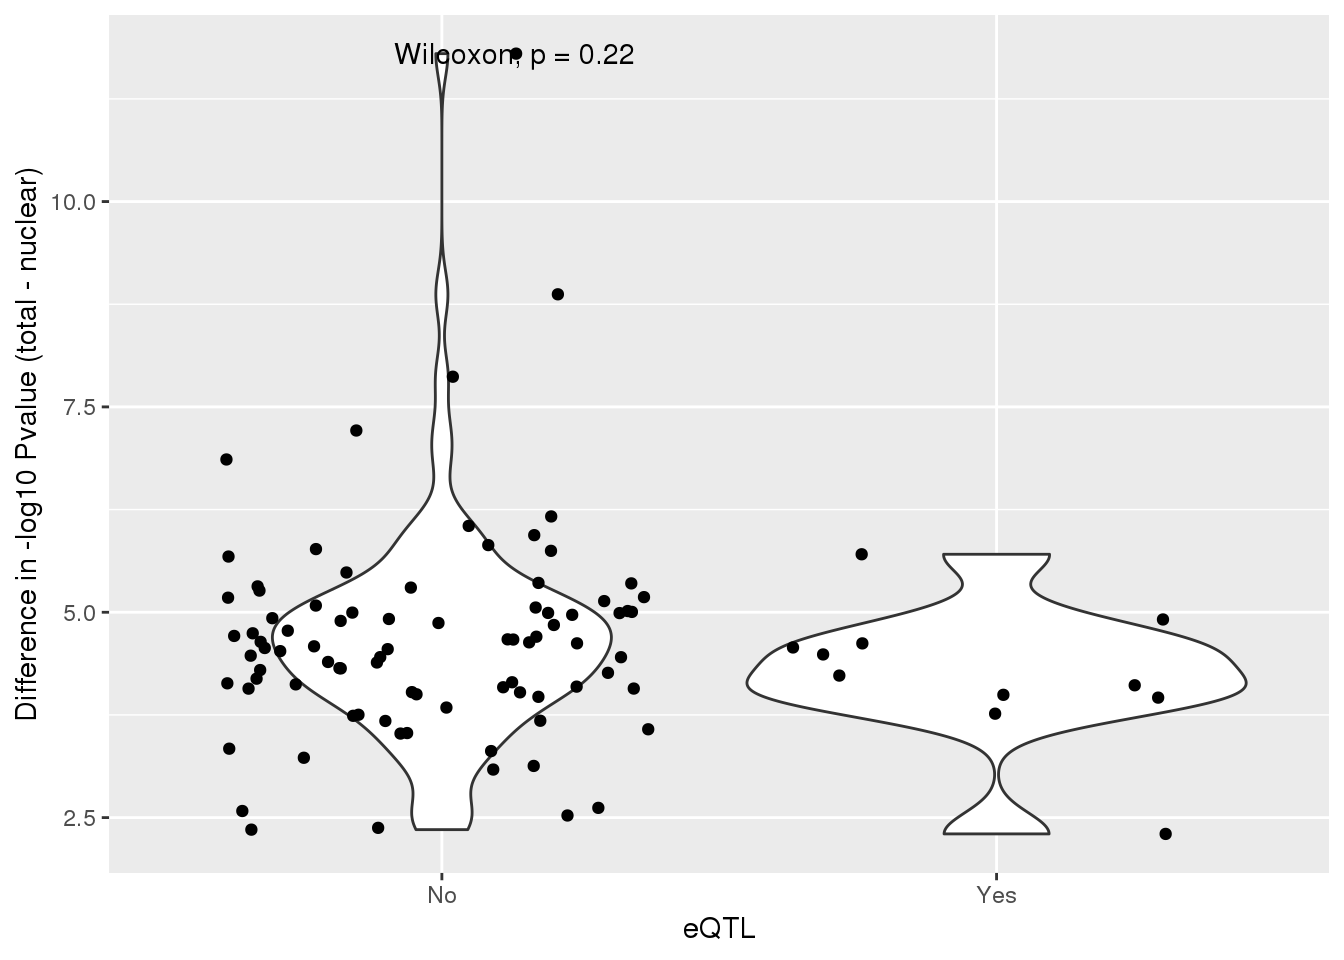 Wilcoxon, p = 0.22
Difference in -log10 Pvalue (total - nuclear)
10.0
7.5
5.0
2.5
No
Yes
eQTL